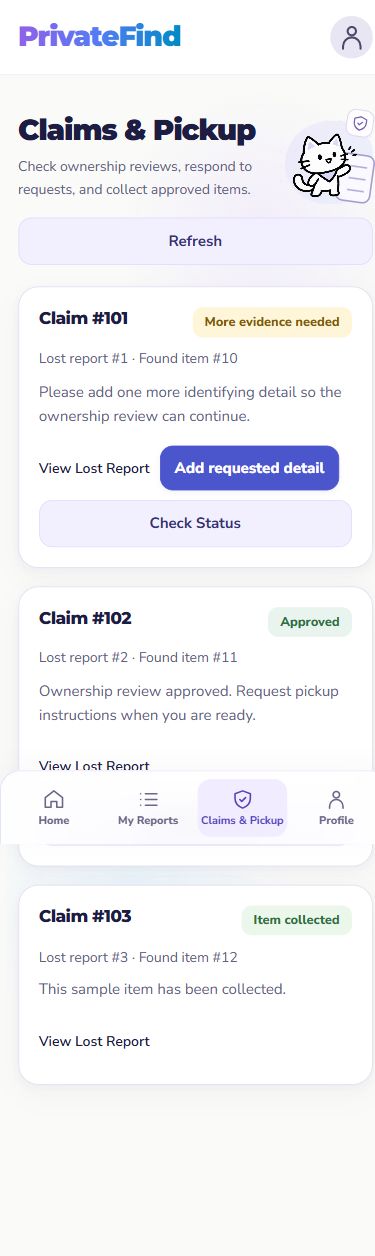 PrivateFind
Claims & Pickup
Check ownership reviews, respond to
requests, and collect approved items.
Refresh
Claim #101
More evidence needed
Lost report #1 · Found item #10
Please add one more identifying detail so the
ownership review can continue.
View Lost Report
Add requested detail
Check Status
Claim #102
Approved
Lost report #2 · Found item #11
Ownership review approved. Request pickup
instructions when you are ready.
View Lost Report
Home
My Reports
Claims & Pickup
Profile
Claim #103
Item collected
Lost report #3 · Found item #12
This sample item has been collected.
View Lost Report